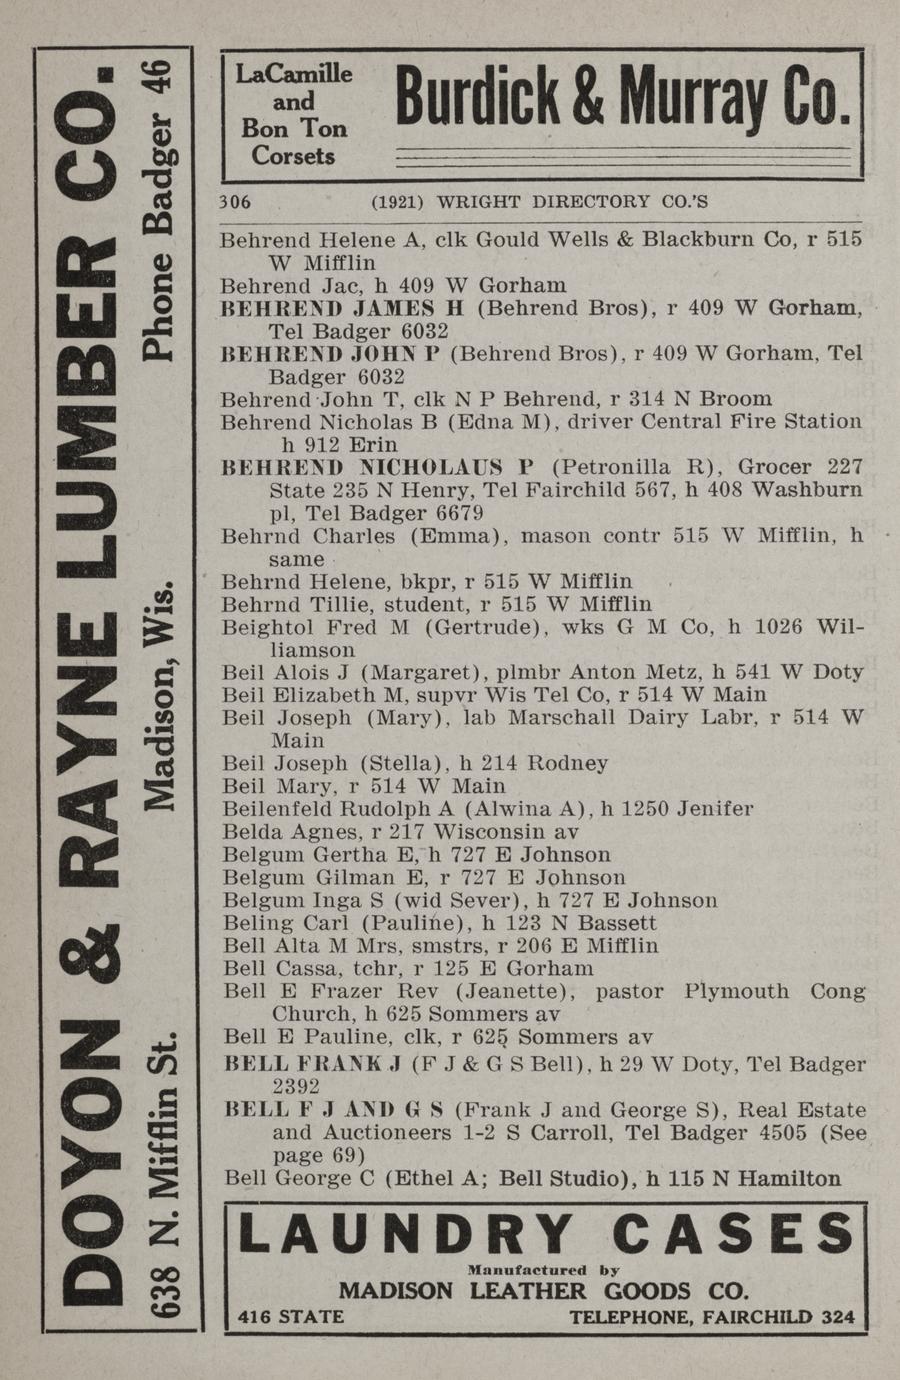 DOYON & RAYNE LUMBER CO.
638 N. Mifflin St. Madison, Wis. Phone Badger 46
LaCamille
and
Bon Ton
Corsets
Burdick & Murray Co.
306 (1921) WRIGHT DIRECTORY CO.'S
Behrend Helene A, clk Gould Wells & Blackburn Co, r 515
W Mifflin
Behrend Jac, h 409 W Gorham
BEHREND JAMES H (Behrend Bros), r 409 W Gorham,
Tel Badger 6032
BEHREND JOHN P (Behrend Bros), r 409 W Gorham, Tel
Badger 6032
Behrend John T, clk N P Behrend, r 314 N Broom
Behrend Nicholas B (Edna M), driver Central Fire Station
h 912 Erin
BEHREND NICHOLAUS P (Petronilla R), Grocer 227
State 235 N Henry, Tel Fairchild 567, h 408 Washburn
pl, Tel Badger 6679
Behrnd Charles (Emma), mason contr 515 W Mifflin, h
same
Behrnd Helene, bkpr, r 515 W Mifflin
Behrnd Tillie, student, r 515 W Mifflin
Beightol Fred M (Gertrude), wks G M Co, h 1026 Wil-
liamson
Beil Alois J (Margaret), plmbr Anton Metz, h 541 W Doty
Beil Elizabeth M, supvr Wis Tel Co, r 514 W Main
Beil Joseph (Mary), lab Marschall Dairy Labr, r 514 W
Main
Beil Joseph (Stella), h 214 Rodney
Beil Mary, r 514 W Main
Beilenfeld Rudolph A (Alwina A), h 1250 Jenifer
Belda Agnes, r 217 Wisconsin av
Belgum Gertha E, h 727 E Johnson
Belgum Gilman E, r 727 E Johnson
Belgum Inga S (wid Sever), h 727 E Johnson
Beling Carl (Pauline), h 123 N Bassett
Bell Alta M Mrs, smstrs, r 206 E Mifflin
Bell Cassa, tchr, r 125 E Gorham
Bell E Frazer Rev (Jeanette), pastor Plymouth Cong
Church, h 625 Sommers av
Bell E Pauline, clk, r 625 Sommers av
BELL FRANK J (F J & G S Bell), h 29 W Doty, Tel Badger
2392
BELL F J AND G S (Frank J and George S), Real Estate
and Auctioneers 1-2 S Carroll, Tel Badger 4505 (See
page 69)
Bell George C (Ethel A; Bell Studio), h 115 N Hamilton
LAUNDRY CASES
Manufactured by
MADISON LEATHER GOODS CO.
416 STATE TELEPHONE, FAIRCHILD 324